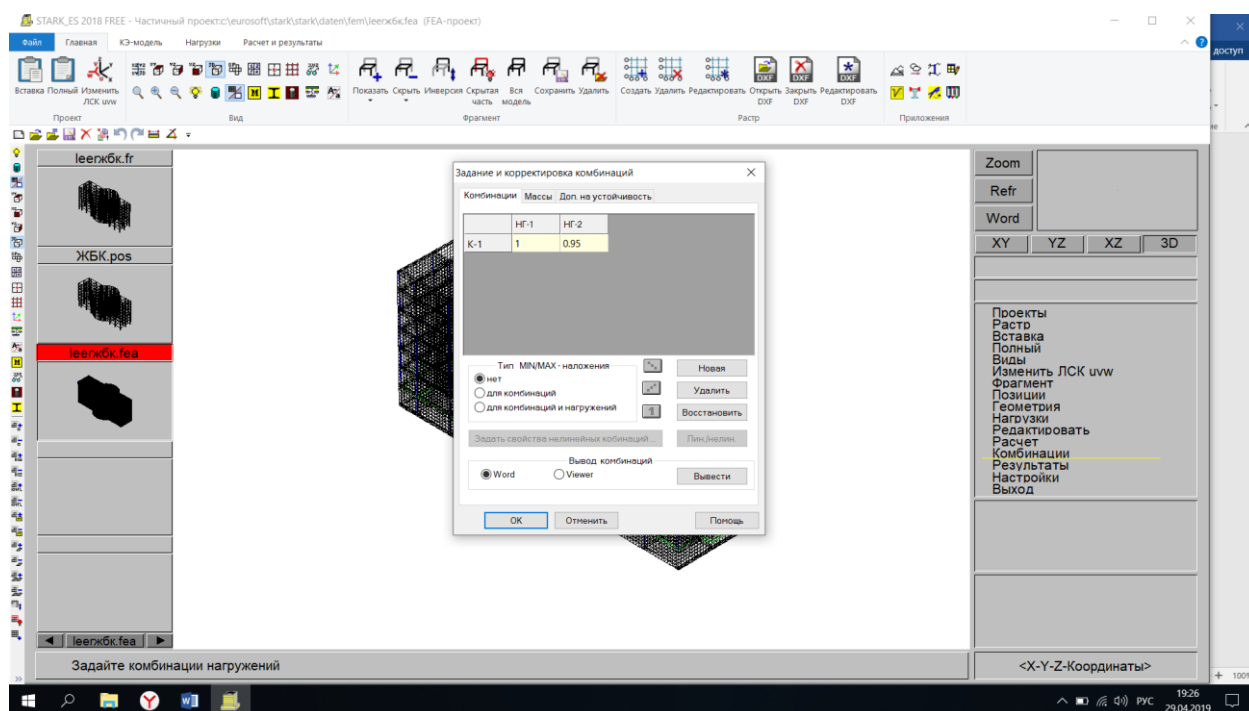 STARK_ES 2018 FREE - Частичный проект:c:\eurosoft\stark\stark\daten\fem\leeгжбк.fea (FEA-проект)
Файл Главная КЭ-модель Нагрузки Расчет и результаты
доступ
Вставка Полный Изменить ЛСК uvw
Показать Скрыть Инверсия Скрытая часть Вся модель Сохранить Удалить
Создать Удалить Редактировать Открыть DXF Закрыть DXF Редактировать DXF
Проект Вид Фрагмент Растр Приложения
leeгжбк.fr
ЖБК.pos
leeгжбк.fea
leeгжбк.fea
Задание и корректировка комбинаций
Комбинации Массы Доп. на устойчивость
НГ-1 НГ-2
К-1 1 0.95
Тип MIN/MAX - наложения
нет
для комбинаций
для комбинаций и нагружений
Новая
Удалить
Восстановить
Задать свойства нелинейных кобинаций... Лин./нелин.
Вывод комбинаций
Word Viewer Вывести
OK Отменить Помощь
Zoom
Refr
Word
XY YZ XZ 3D
Проекты
Растр
Вставка
Полный
Виды
Изменить ЛСК uvw
Фрагмент
Позиции
Геометрия
Нагрузки
Редактировать
Расчет
Комбинации
Результаты
Настройки
Выход
Задайте комбинации нагружений
<X-Y-Z-Координаты>
+ 100%
РУС 19:26
29.04.2019